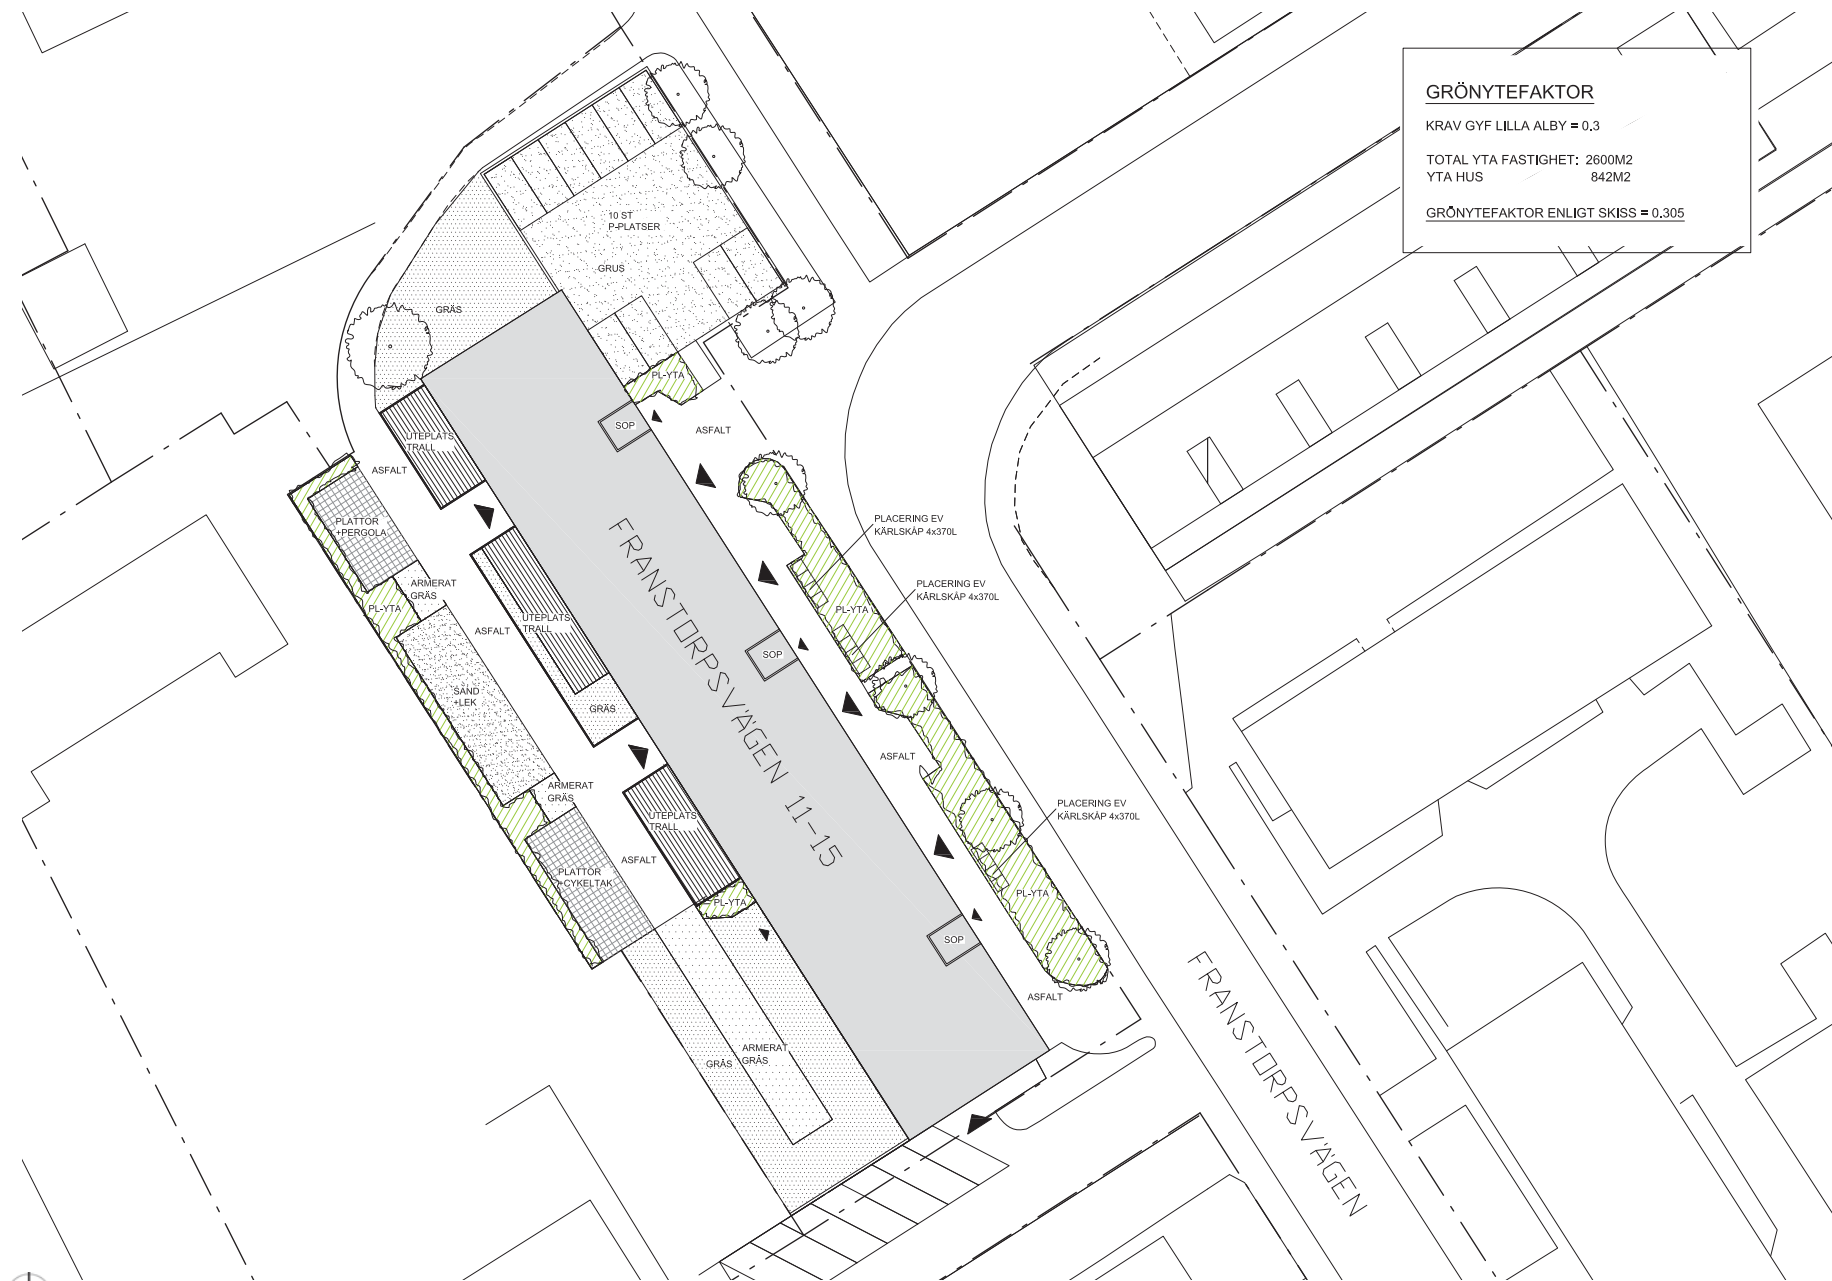 GRÖNYTEFAKTOR
KRAV GYF LILLA ALBY = 0.3
TOTAL YTA FASTIGHET: 2600M2
YTA HUS 842M2
GRÖNYTEFAKTOR ENLIGT SKISS = 0.305
10 ST
P-PLATSER
GRUS
GRÄS
PL-YTA
SOP
ASFALT
UTEPLATS
TRALL
ASFALT
PLATTOR
+PERGOLA
PLACERING EV
KÄRLSKÅP 4x370L
ARMERAT
GRÄS
PLACERING EV
KÄRLSKÅP 4x370L
PL-YTA
PL-YTA
UTEPLATS
TRALL
ASFALT
SOP
SAND
+LEK
GRÄS
FRANSTORPSVÄGEN 11-15
ASFALT
ARMERAT
GRÄS
PLACERING EV
KÄRLSKÅP 4x370L
UTEPLATS
TRALL
ASFALT
PLATTOR
+CYKELTAK
PL-YTA
PL-YTA
SOP
ASFALT
ARMERAT
GRÄS
GRÄS
FRANSTORPSVÄGEN